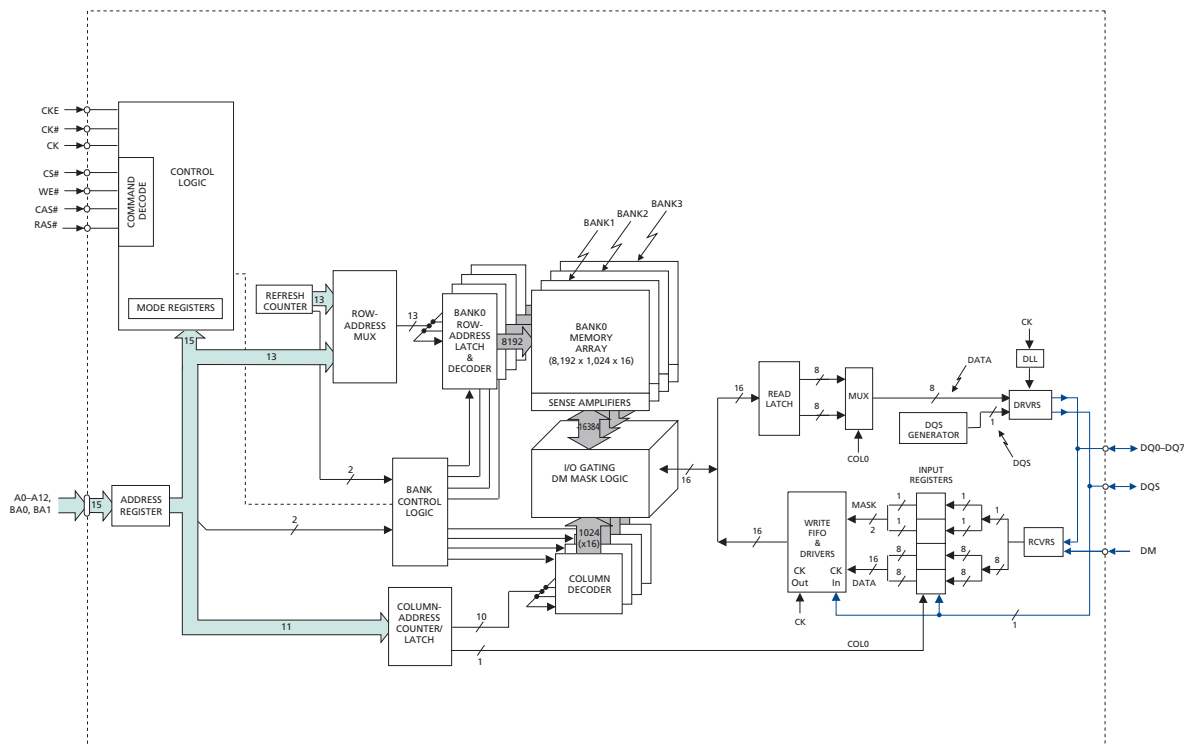 CKE
CK#
CK
CS#
WE#
CAS#
RAS#
COMMAND
DECODE
CONTROL
LOGIC
MODE REGISTERS
15
REFRESH
COUNTER
13
13
ROW-
ADDRESS
MUX
13
BANK0
ROW-
ADDRESS
LATCH
&
DECODER
8192
BANK1
BANK2
BANK3
BANK0
MEMORY
ARRAY
(8,192 x 1,024 x 16)
SENSE AMPLIFIERS
16384
I/O GATING
DM MASK LOGIC
16
1024
(x16)
COLUMN
DECODER
A0–A12,
BA0, BA1
15
ADDRESS
REGISTER
2
2
BANK
CONTROL
LOGIC
11
COLUMN-
ADDRESS
COUNTER/
LATCH
10
1
COL0
16
READ
LATCH
8
8
MUX
COL0
8
DATA
CK
DLL
DRVRS
DQS
GENERATOR
1
DQS
DQ0–DQ7
DQS
DM
INPUT
REGISTERS
16
WRITE
FIFO
&
DRIVERS
CK
Out
CK
In
CK
MASK
2
16
DATA
1
1
8
8
1
1
8
8
1
8
RCVRS
1